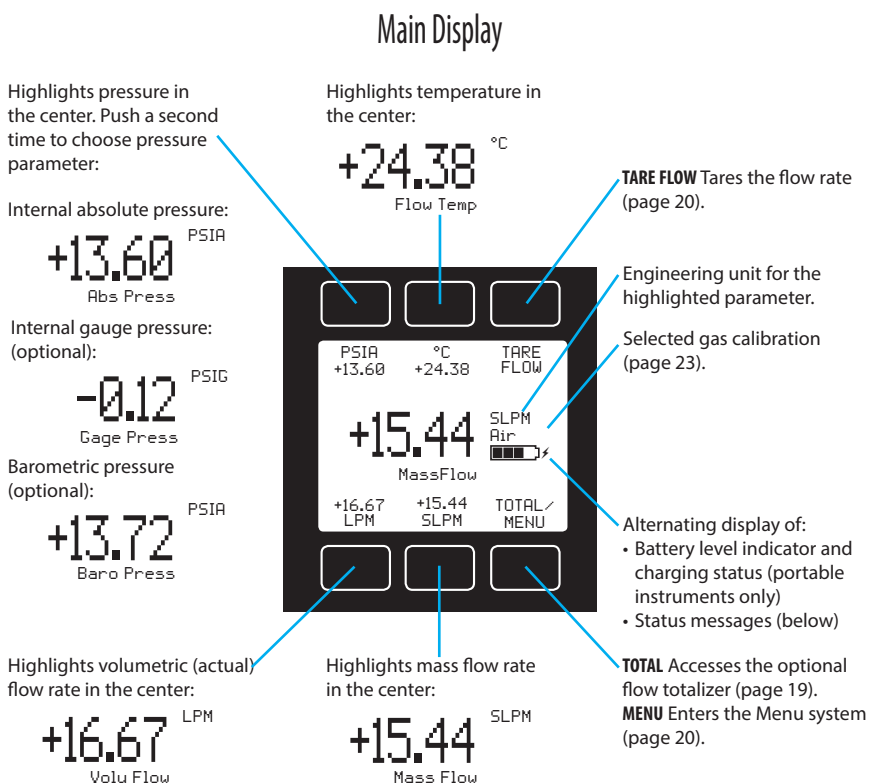 Main Display
Highlights pressure in
the center. Push a second
time to choose pressure
parameter:
Internal absolute pressure:
+13.60 PSIA
Abs Press
Internal gauge pressure:
(optional):
-0.12 PSIG
Gage Press
Barometric pressure
(optional):
+13.72 PSIA
Baro Press
Highlights temperature in
the center:
+24.38 °C
Flow Temp
TARE FLOW Tares the flow rate
(page 20).
Engineering unit for the
highlighted parameter.
Selected gas calibration
(page 23).
PSIA °C TARE
+13.60 +24.38 FLOW
+15.44 SLPM
Air
MassFlow
+16.67 +15.44 TOTAL/
LPM SLPM MENU
Alternating display of:
• Battery level indicator and
charging status (portable
instruments only)
• Status messages (below)
Highlights volumetric (actual)
flow rate in the center:
+16.67 LPM
Volu Flow
Highlights mass flow rate
in the center:
+15.44 SLPM
Mass Flow
TOTAL Accesses the optional
flow totalizer (page 19).
MENU Enters the Menu system
(page 20).